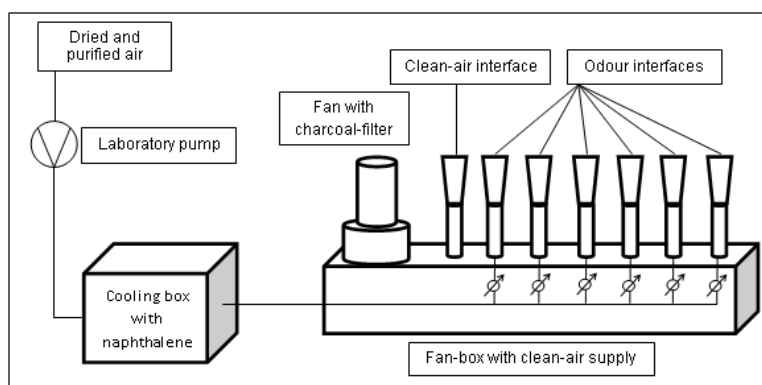 Dried and
purified air
Clean-air interface
Odour interfaces
Fan with
charcoal-filter
Laboratory pump
Cooling box
with
naphthalene
Fan-box with clean-air supply